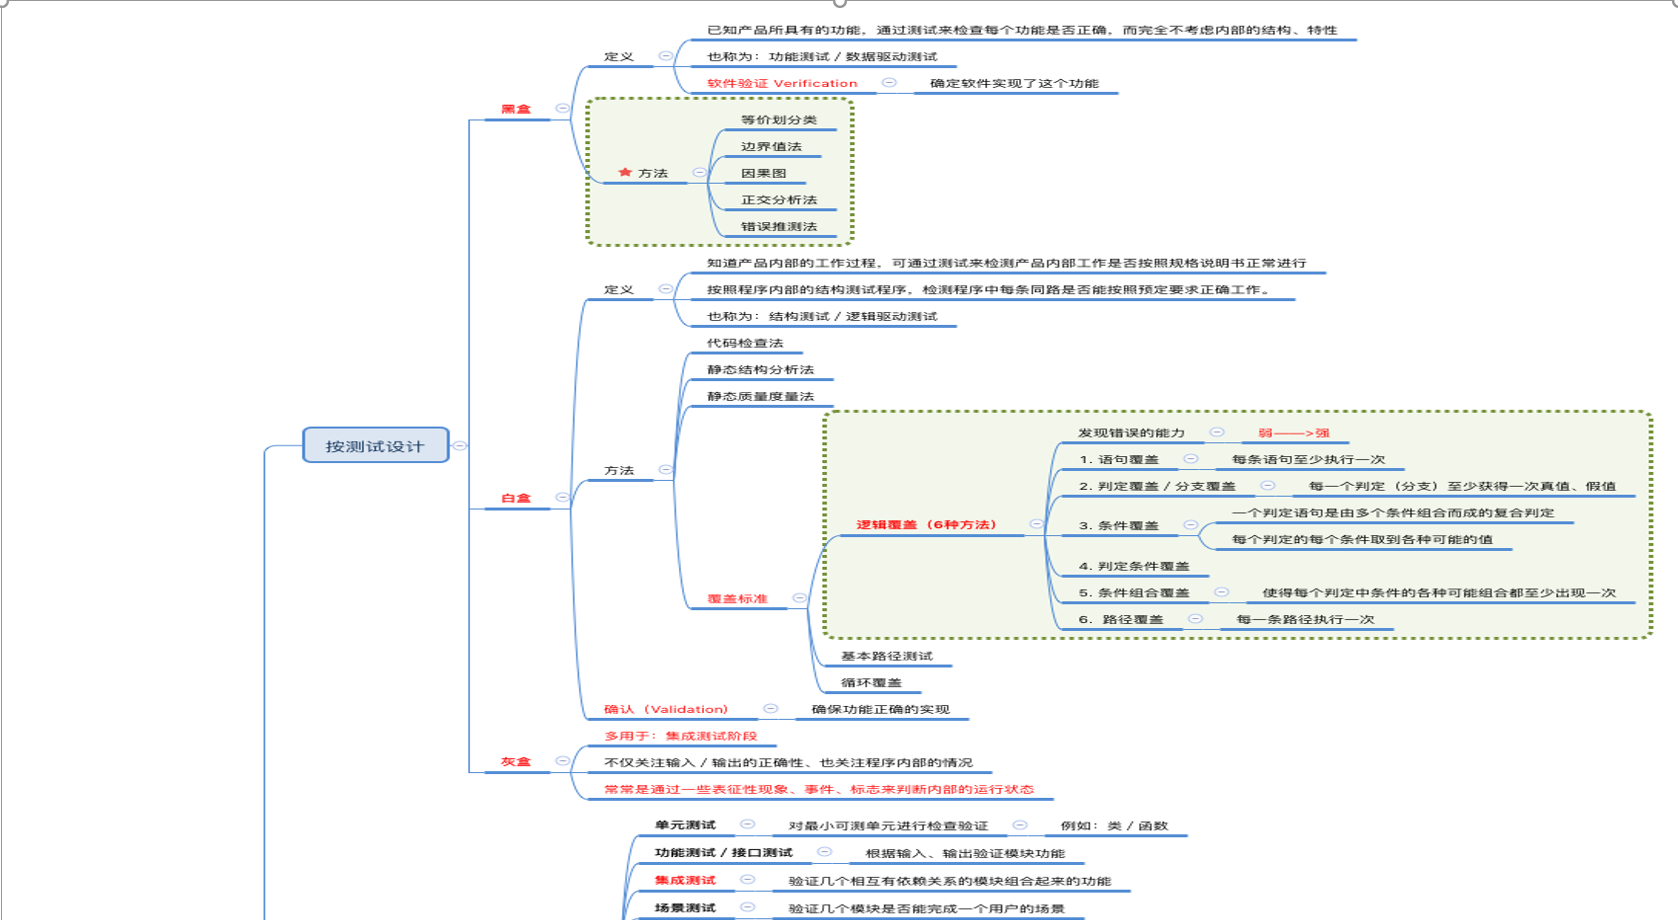 已知产品所具有的功能，通过测试来检查每个功能是否正确，而完全不考虑内部的结构、特性
定义
也称为：功能测试 / 数据驱动测试
软件验证 Verification
确定软件实现了这个功能
黑盒
等价划分类
边界值法
方法
因果图
正交分析法
错误推测法
知道产品内部的工作过程，可通过测试来检测产品内部工作是否按照规格说明书正常进行
定义
按照程序内部的结构测试程序，检测程序中每条同路是否能按照预定要求正确工作。
也称为：结构测试 / 逻辑驱动测试
代码检查法
静态结构分析法
静态质量度量法
按测试设计
白盒
方法
发现错误的能力
弱——>强
1. 语句覆盖
每条语句至少执行一次
2. 判定覆盖 / 分支覆盖
每一个判定（分支）至少获得一次真值、假值
逻辑覆盖（6种方法）
3. 条件覆盖
一个判定语句是由多个条件组合而成的复合判定
每个判定的每个条件取到各种可能的值
4. 判定条件覆盖
5. 条件组合覆盖
使得每个判定中条件的各种可能组合都至少出现一次
6. 路径覆盖
每一条路径执行一次
覆盖标准
基本路径测试
循环覆盖
确认（Validation）
确保功能正确的实现
多用于：集成测试阶段
灰盒
不仅关注输入 / 输出的正确性、也关注程序内部的情况
常常是通过一些表征性现象、事件、标志来判断内部的运行状态
单元测试
对最小可测单元进行检查验证
例如：类 / 函数
功能测试 / 接口测试
根据输入、输出验证模块功能
集成测试
验证几个相互有依赖关系的模块组合起来的功能
场景测试
验证几个模块是否能完成一个用户的场景